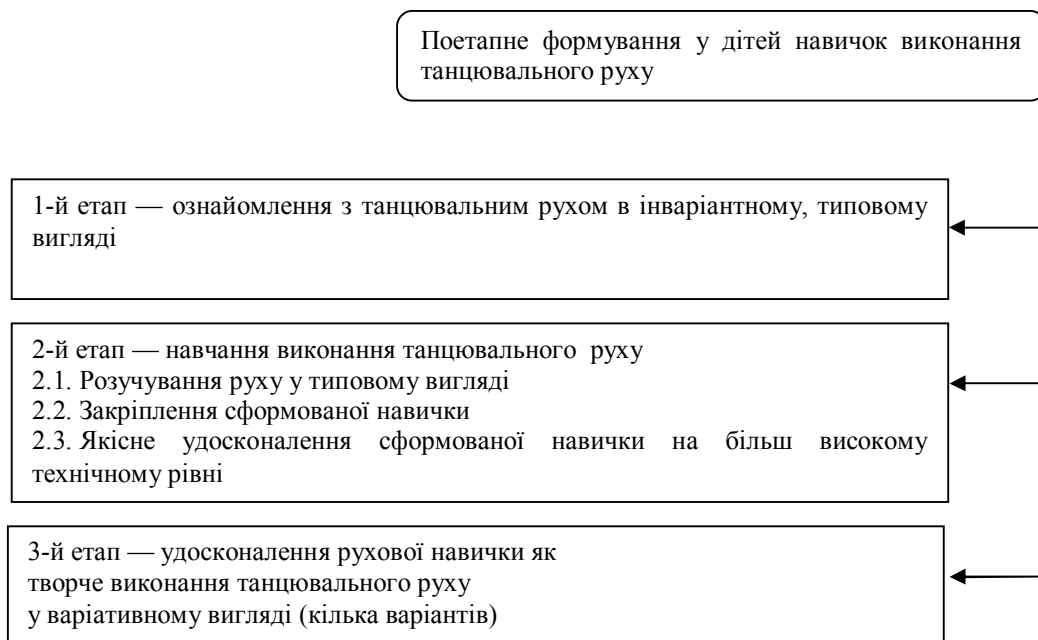 Поетапне формування у дітей навичок виконання
танцювального руху
1-й етап — ознайомлення з танцювальним рухом в інваріантному, типовому
вигляді
2-й етап — навчання виконання танцювального руху
2.1. Розучування руху у типовому вигляді
2.2. Закріплення сформованої навички
2.3. Якісне удосконалення сформованої навички на більш високому
технічному рівні
3-й етап — удосконалення рухової навички як
творче виконання танцювального руху
у варіативному вигляді (кілька варіантів)